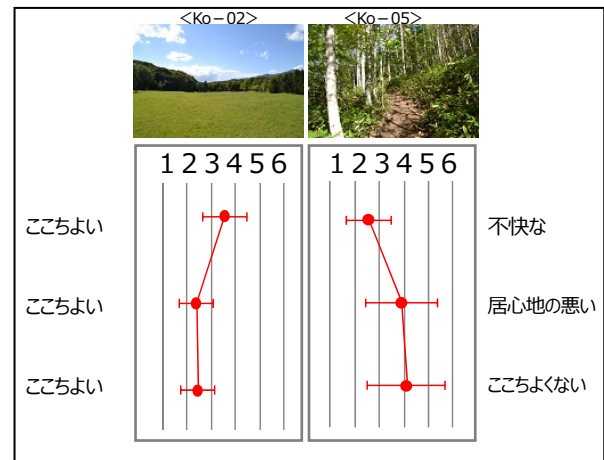 <Ko－02>
<Ko－05>
1 2 3 4 5 6
1 2 3 4 5 6
ここちよい
不快な
ここちよい
居心地の悪い
ここちよい
ここちよくない